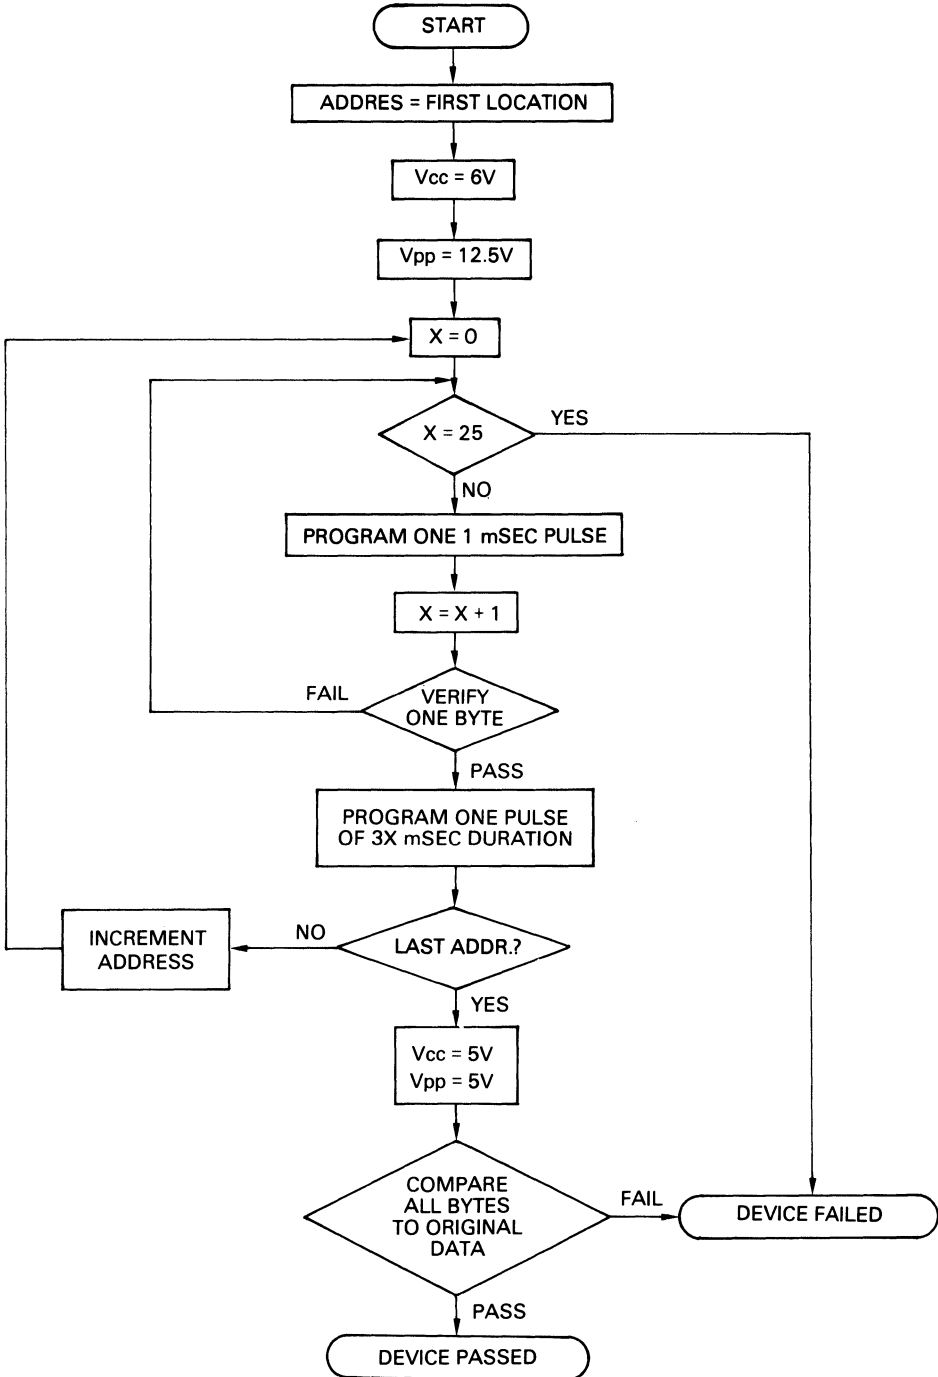 START
ADDRES = FIRST LOCATION
Vcc = 6V
Vpp = 12.5V
X = 0
X = 25
YES
NO
PROGRAM ONE 1 mSEC PULSE
X = X + 1
FAIL
VERIFY
ONE BYTE
PASS
PROGRAM ONE PULSE
OF 3X mSEC DURATION
INCREMENT
ADDRESS
NO
LAST ADDR.?
YES
Vcc = 5V
Vpp = 5V
COMPARE
ALL BYTES
TO ORIGINAL
DATA
FAIL
DEVICE FAILED
PASS
DEVICE PASSED